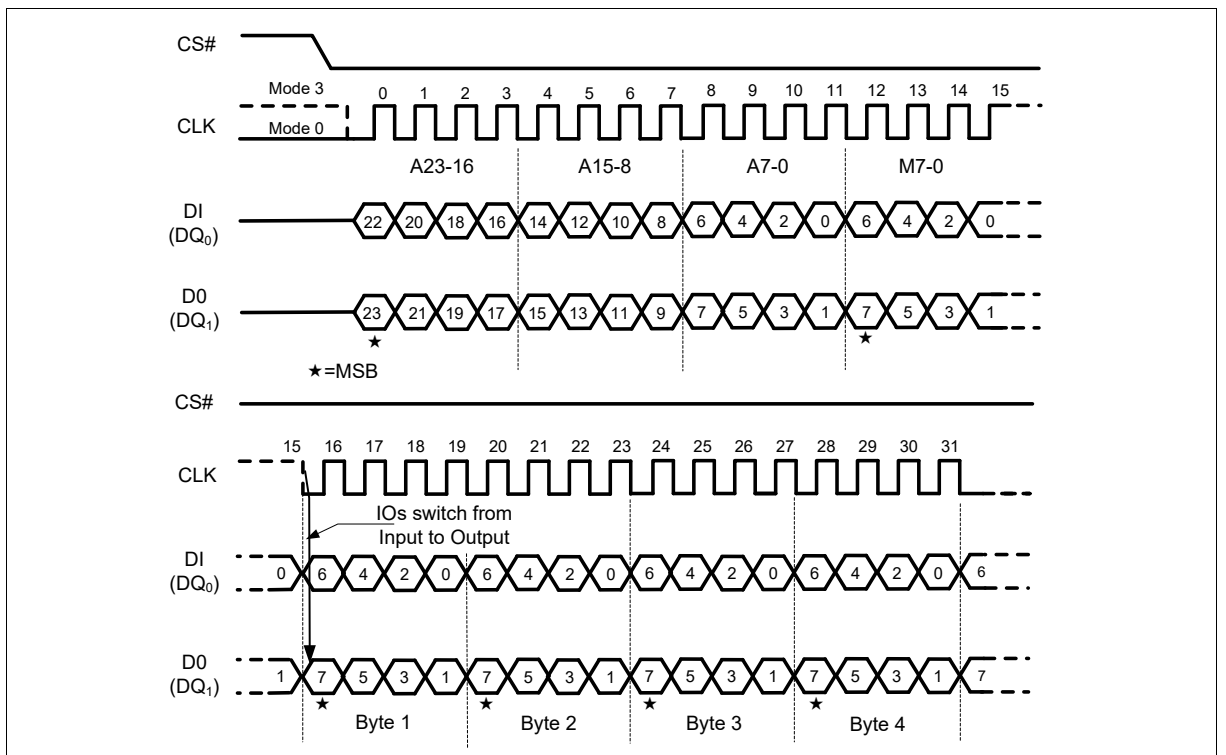 CS#
Mode 3
0 1 2 3 4 5 6 7 8 9 10 11 12 13 14 15
CLK
Mode 0
A23-16 A15-8 A7-0 M7-0
DI
(DQ0)
22 20 18 16 14 12 10 8 6 4 2 0 6 4 2 0
D0
(DQ1)
23 21 19 17 15 13 11 9 7 5 3 1 7 5 3 1
★ ★
★=MSB
CS#
15 16 17 18 19 20 21 22 23 24 25 26 27 28 29 30 31
CLK
IOs switch from
Input to Output
DI
(DQ0)
0 6 4 2 0 6 4 2 0 6 4 2 0 6 4 2 0 6
D0
(DQ1)
1 7 5 3 1 7 5 3 1 7 5 3 1 7 5 3 1 7
★ ★ ★ ★
Byte 1 Byte 2 Byte 3 Byte 4